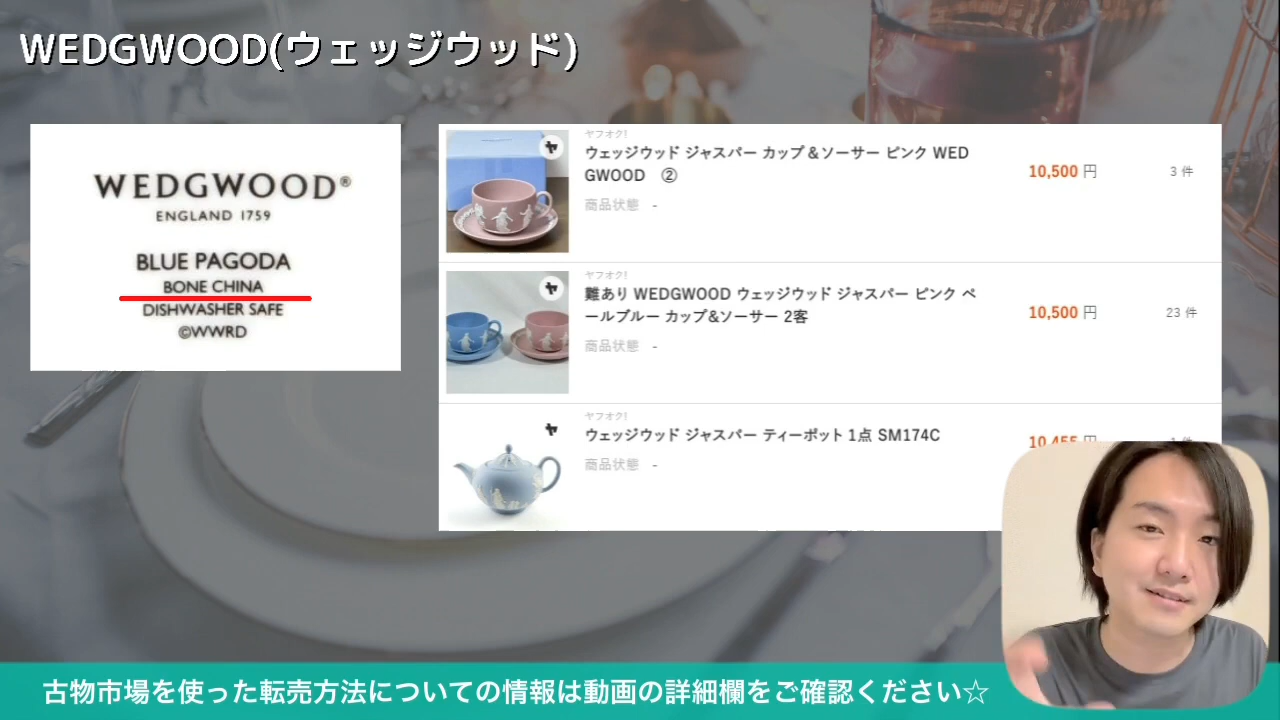 WEDGWOOD(ウェッジウッド)
WEDGWOOD®
ENGLAND 1759
BLUE PAGODA
BONE CHINA
DISHWASHER SAFE
©WWRD
ヤフオク!
ウェッジウッド ジャスパー カップ&ソーサー ピンク WED
GWOOD ②
商品状態 -
10,500 円
3 件
ヤフオク!
難あり WEDGWOOD ウェッジウッド ジャスパー ピンク ペ
ールブルー カップ&ソーサー 2客
商品状態 -
10,500 円
23 件
ヤフオク!
ウェッジウッド ジャスパー ティーポット 1点 SM174C
商品状態 -
10,455 円
1 件
ヤ
ヤ
ヤ
古物市場を使った転売方法についての情報は動画の詳細欄をご確認ください☆